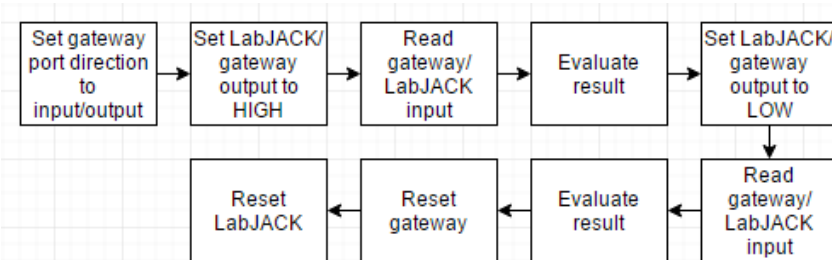 Set gateway
port direction
to
input/output
Set LabJACK/
gateway
output to
HIGH
Read
gateway/
LabJACK
input
Evaluate
result
Set LabJACK/
gateway
output to
LOW
Read
gateway/
LabJACK
input
Evaluate
result
Reset
gateway
Reset
LabJACK